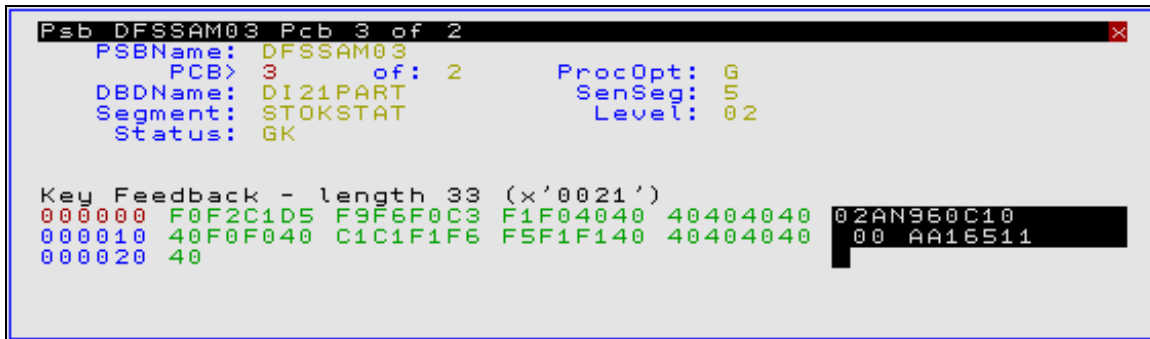 Psb DFSSAM03 Pcb 3 of 2 x
PSBName: DFSSAM03
PCB> 3 of: 2 ProcOpt: G
DBDName: DI21PART SenSeg: 5
Segment: STOKSTAT Level: 02
Status: GK
Key Feedback - length 33 (x'0021')
000000 F0F2C1D5 F9F6F0C3 F1F04040 40404040 02AN960C10
000010 40F0F040 C1C1F1F6 F5F1F140 40404040 00 AA16511
000020 40